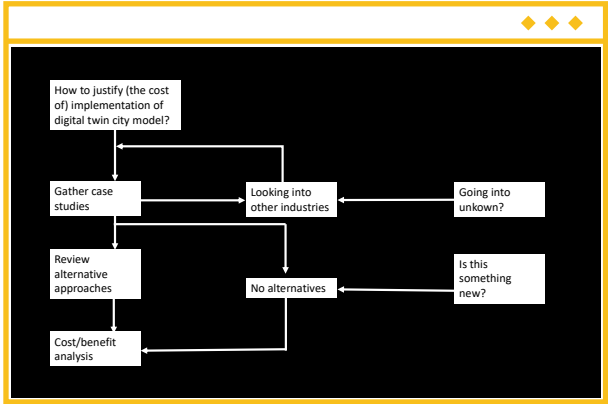 How to justify (the cost
of) implementation of
digital twin city model?
Gather case
studies
Looking into
other industries
Going into
unkown?
Review
alternative
approaches
No alternatives
Is this
something
new?
Cost/benefit
analysis